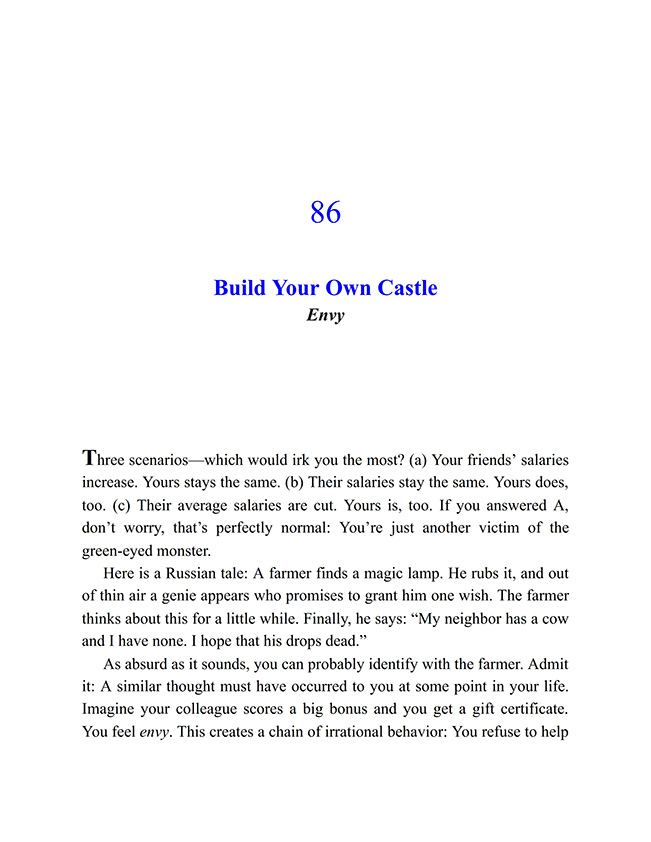 86
Build Your Own Castle
Envy
Three scenarios—which would irk you the most? (a) Your friends’ salaries
increase. Yours stays the same. (b) Their salaries stay the same. Yours does,
too. (c) Their average salaries are cut. Yours is, too. If you answered A,
don’t worry, that’s perfectly normal: You’re just another victim of the
green-eyed monster.
Here is a Russian tale: A farmer finds a magic lamp. He rubs it, and out
of thin air a genie appears who promises to grant him one wish. The farmer
thinks about this for a little while. Finally, he says: “My neighbor has a cow
and I have none. I hope that his drops dead.”
As absurd as it sounds, you can probably identify with the farmer. Admit
it: A similar thought must have occurred to you at some point in your life.
Imagine your colleague scores a big bonus and you get a gift certificate.
You feel envy. This creates a chain of irrational behavior: You refuse to help